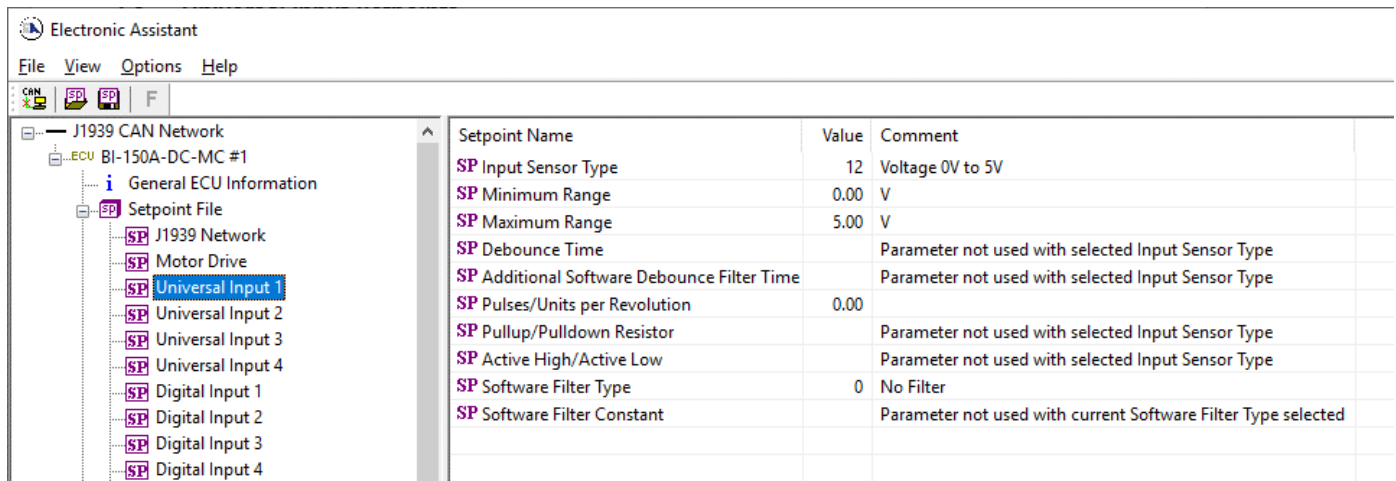 Electronic Assistant
File View Options Help
CAN SP SP F
J1939 CAN Network
ECU BI-150A-DC-MC #1
i General ECU Information
SP Setpoint File
SP J1939 Network
SP Motor Drive
SP Universal Input 1
SP Universal Input 2
SP Universal Input 3
SP Universal Input 4
SP Digital Input 1
SP Digital Input 2
SP Digital Input 3
SP Digital Input 4
Setpoint Name Value Comment
SP Input Sensor Type 12 Voltage 0V to 5V
SP Minimum Range 0.00 V
SP Maximum Range 5.00 V
SP Debounce Time Parameter not used with selected Input Sensor Type
SP Additional Software Debounce Filter Time Parameter not used with selected Input Sensor Type
SP Pulses/Units per Revolution 0.00
SP Pullup/Pulldown Resistor Parameter not used with selected Input Sensor Type
SP Active High/Active Low Parameter not used with selected Input Sensor Type
SP Software Filter Type 0 No Filter
SP Software Filter Constant Parameter not used with current Software Filter Type selected